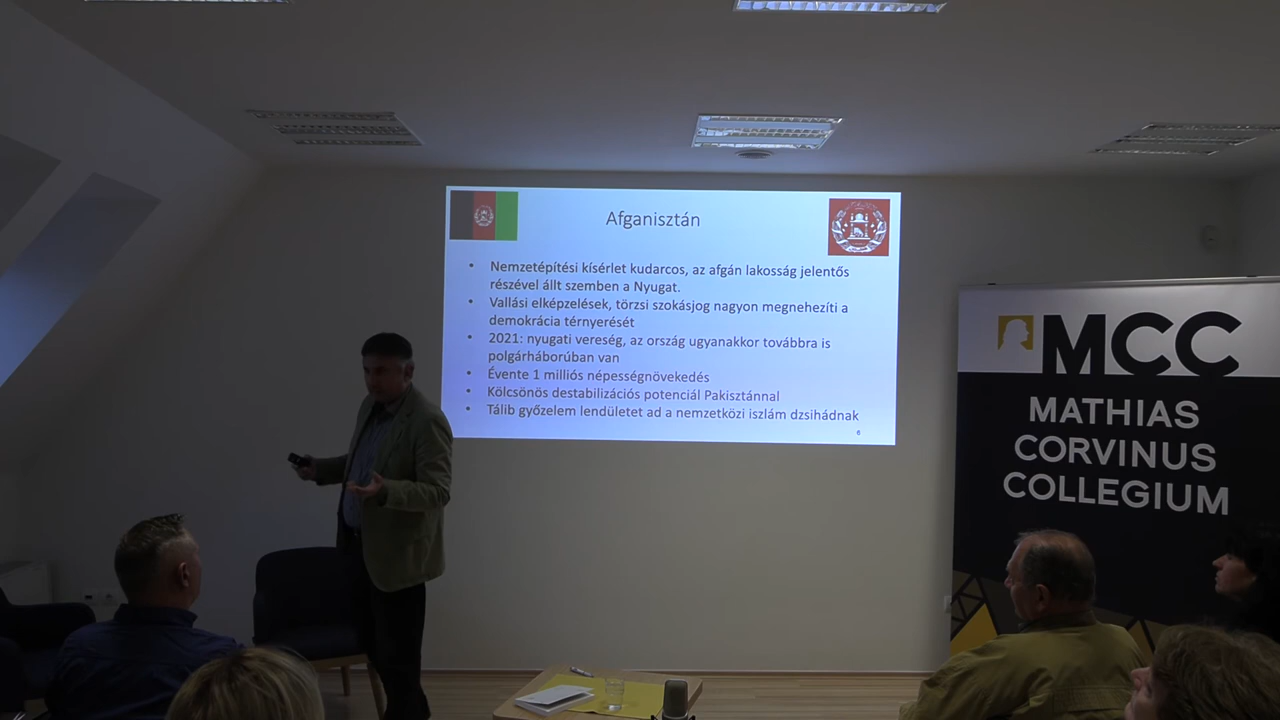 Afganisztán
• Nemzetépítési kísérlet kudarcos, az afgán lakosság jelentős
részével állt szemben a Nyugat.
• Vallási elképzelések, törzsi szokásjog nagyon megnehezíti a
demokrácia térnyerését
• 2021: nyugati vereség, az ország ugyanakkor továbbra is
polgárháborúban van
• Évente 1 milliós népességnövekedés
• Kölcsönös destabilizációs potenciál Pakisztánnal
• Tálib győzelem lendületet ad a nemzetközi iszlám dzsihádnak
6
MCC
MATHIAS
CORVINUS
COLLEGIUM